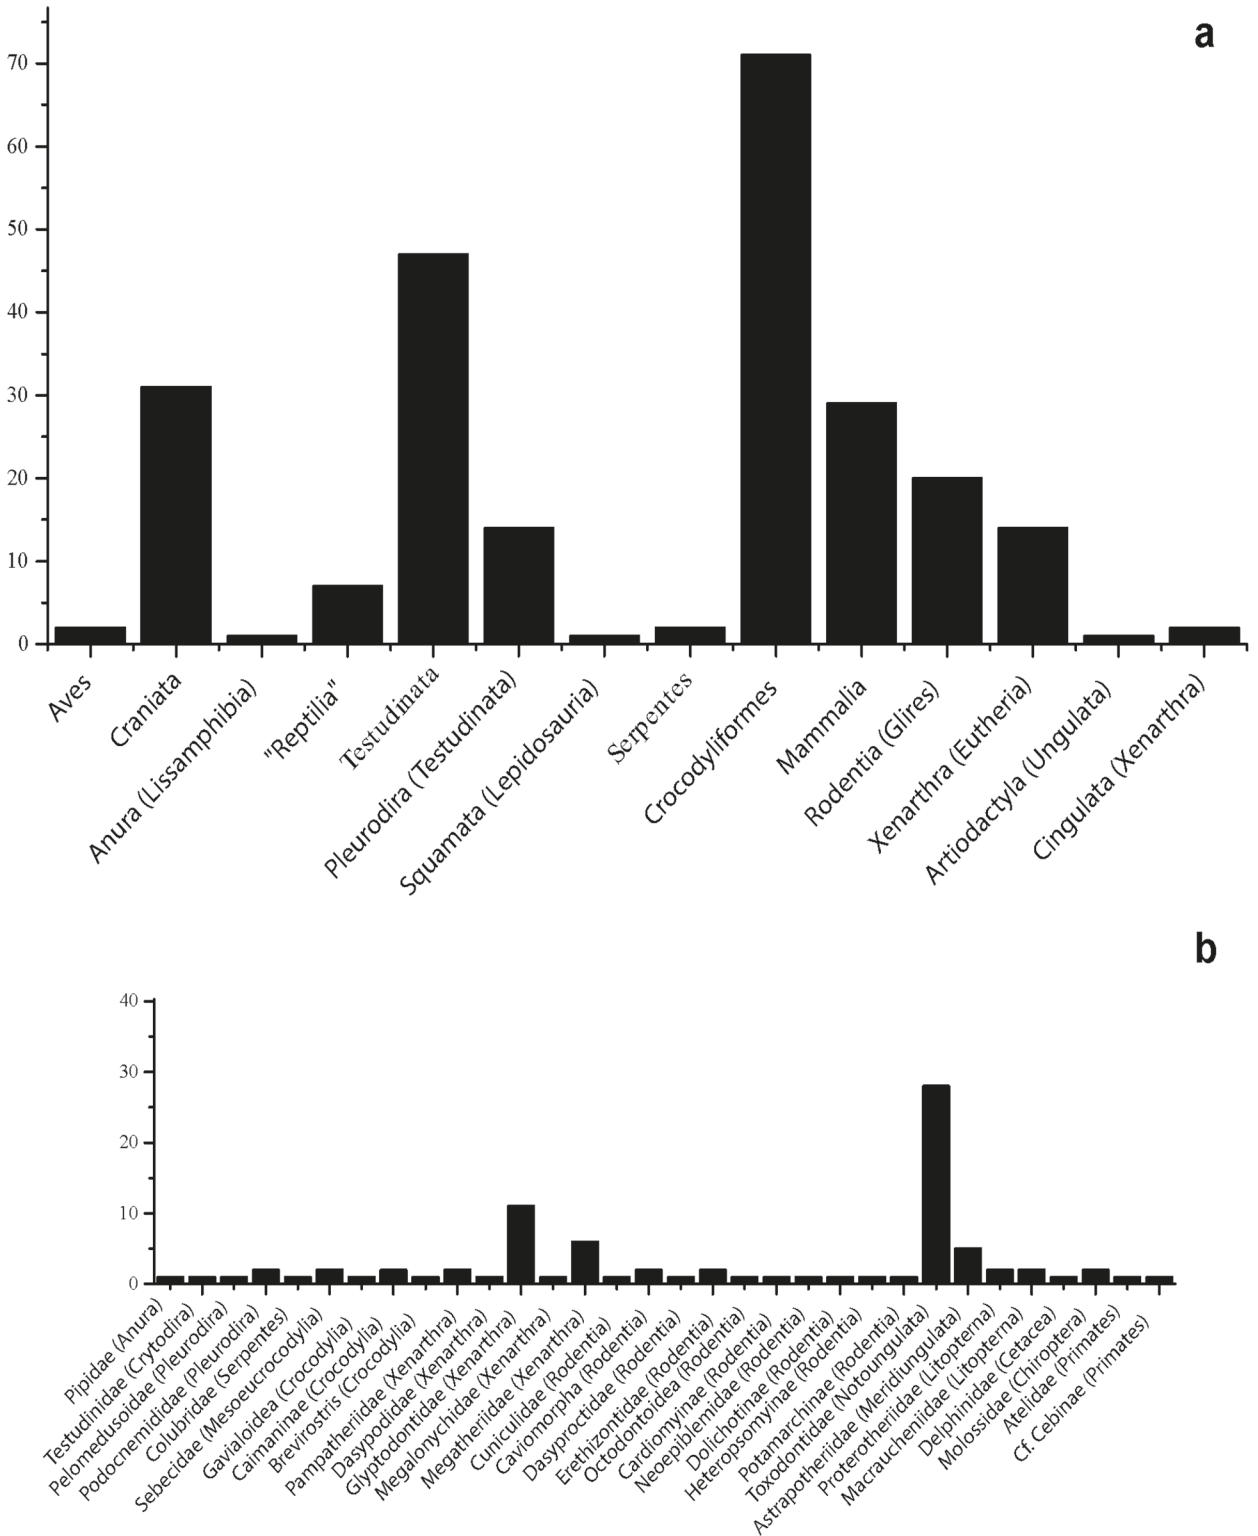 a
70
60
50
40
30
20
10
0
Aves
Craniata
Anura (Lissamphibia)
"Reptilia"
Testudinata
Pleurodira (Testudinata)
Squamata (Lepidosauria)
Serpentes
Crocodyliformes
Mammalia
Rodentia (Glires)
Xenarthra (Eutheria)
Artiodactyla (Ungulata)
Cingulata (Xenarthra)
b
40
30
20
10
0
Pipidae (Anura)
Testudinidae (Crytodira)
Pelomedusoidae (Pleurodira)
Podocnemididae (Pleurodira)
Colubridae (Serpentes)
Sebecidae (Mesoeucrocodylia)
Gavialoidea (Crocodylia)
Caimaninae (Crocodylia)
Brevirostris (Crocodylia)
Pampatheriidae (Xenarthra)
Dasypodidae (Xenarthra)
Glyptodontidae (Xenarthra)
Megalonychidae (Xenarthra)
Megatheriidae (Xenarthra)
Cuniculidae (Rodentia)
Caviomorpha (Rodentia)
Dasyproctidae (Rodentia)
Erethizontidae (Rodentia)
Octodontoidea (Rodentia)
Cardiomyinae (Rodentia)
Neoepiblemidae (Rodentia)
Dolichotinae (Rodentia)
Heteropsomyinae (Rodentia)
Potamarchinae (Rodentia)
Toxodontidae (Notoungulata)
Astrapotheriidae (Meridiungulata)
Proterotheriidae (Litopterna)
Macraucheniidae (Litopterna)
Delphinidae (Cetacea)
Molossidae (Chiroptera)
Atelidae (Primates)
Cf. Cebinae (Primates)